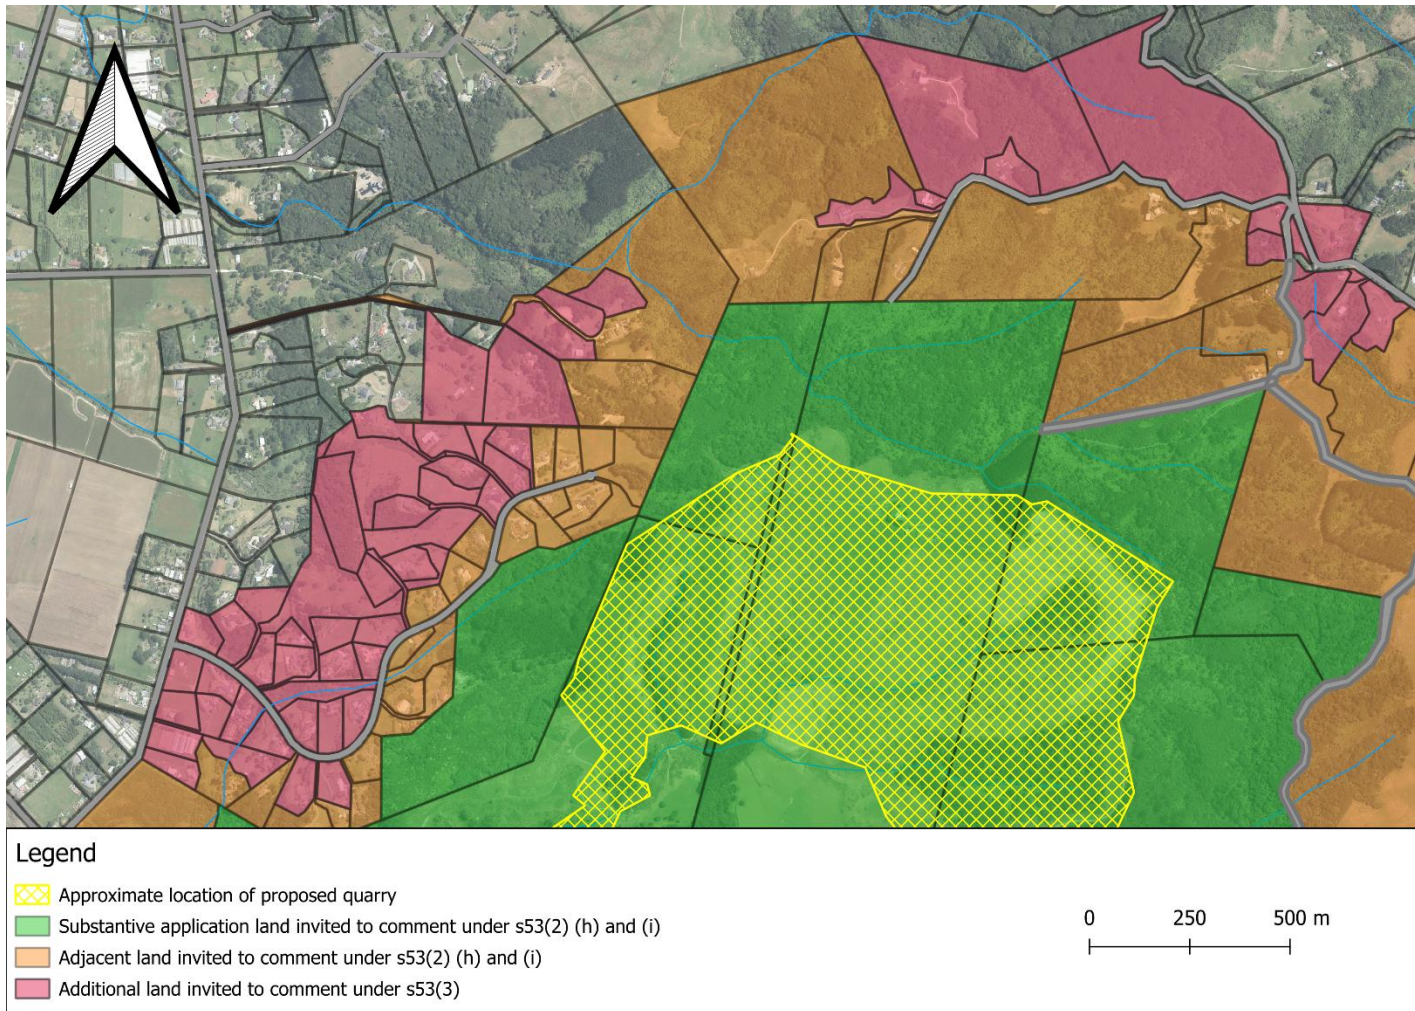 Legend
Approximate location of proposed quarry
Substantive application land invited to comment under s53(2) (h) and (i)
Adjacent land invited to comment under s53(2) (h) and (i)
Additional land invited to comment under s53(3)
0 250 500 m